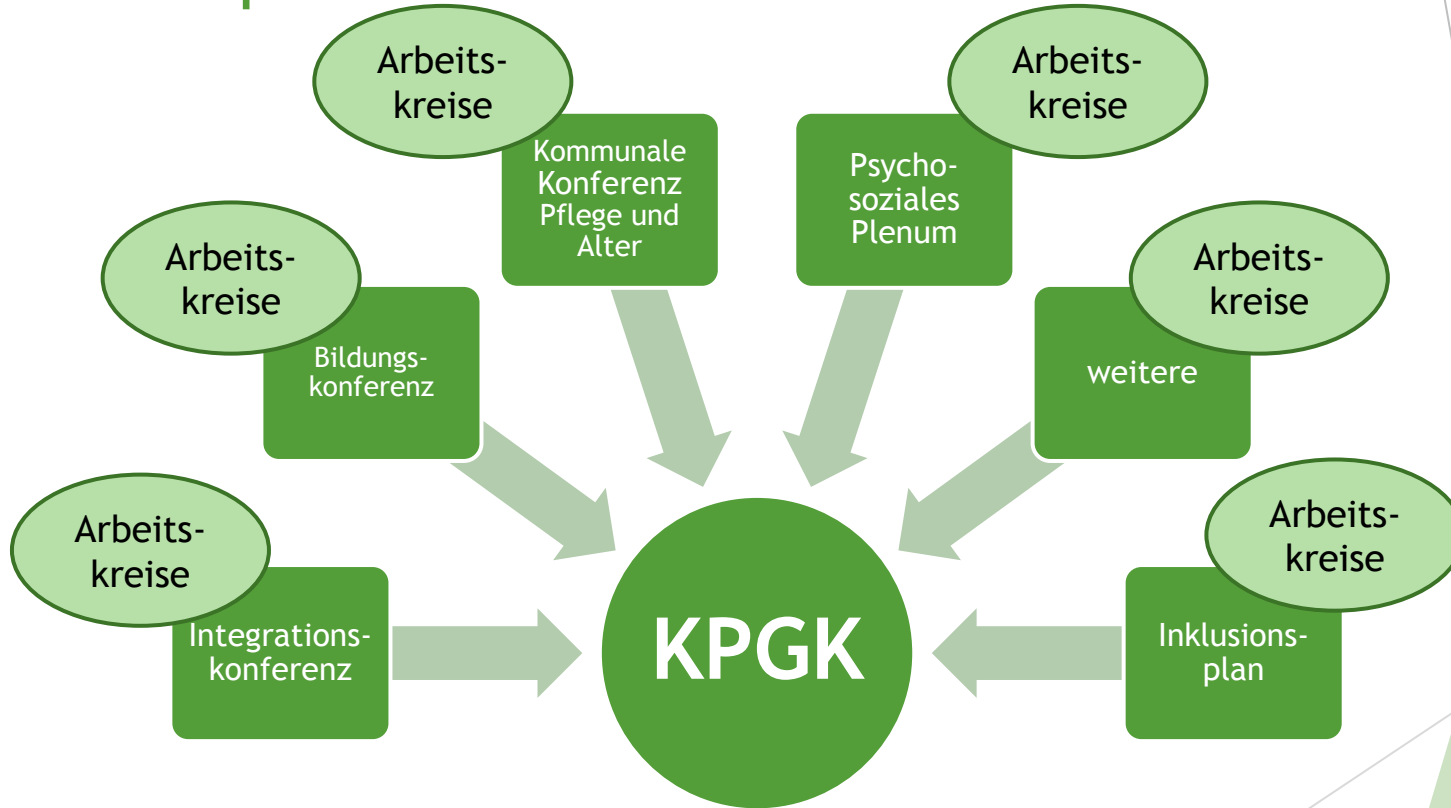 Arbeits-
kreise
Kommunale
Konferenz
Pflege und
Alter
Arbeits-
kreise
Psycho-
soziales
Plenum
Arbeits-
kreise
Bildungs-
konferenz
Arbeits-
kreise
weitere
Arbeits-
kreise
Integrations-
konferenz
KPGK
Arbeits-
kreise
Inklusions-
plan